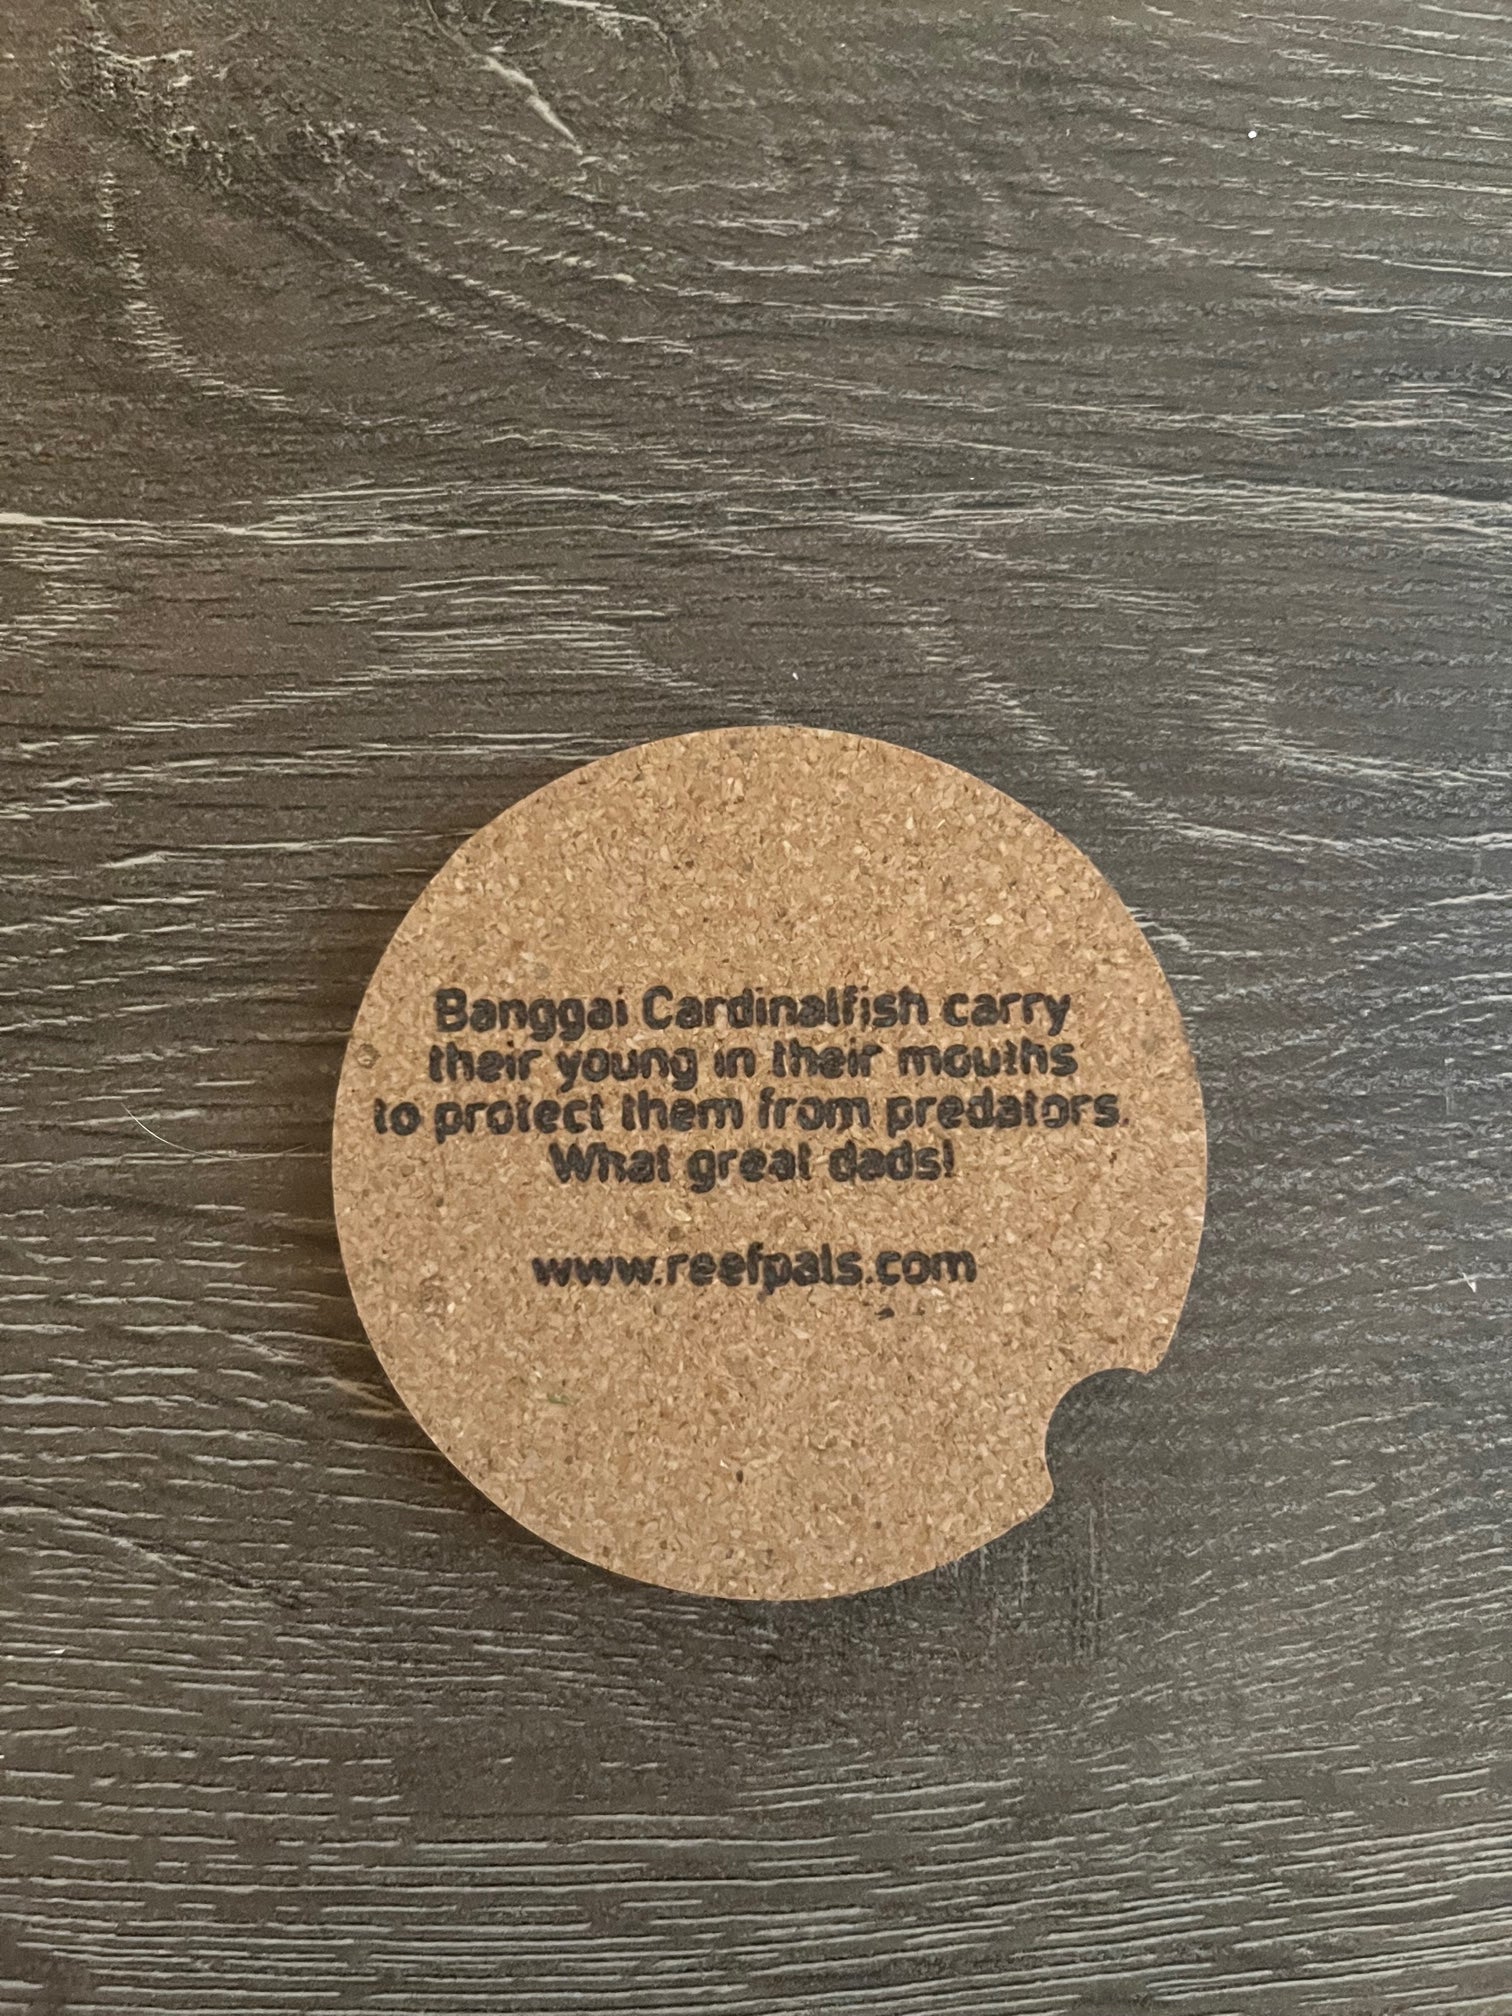 Banggai Cardinalfish carry
their young in their mouths
to protect them from predators.
What great dads!
www.reefpals.com